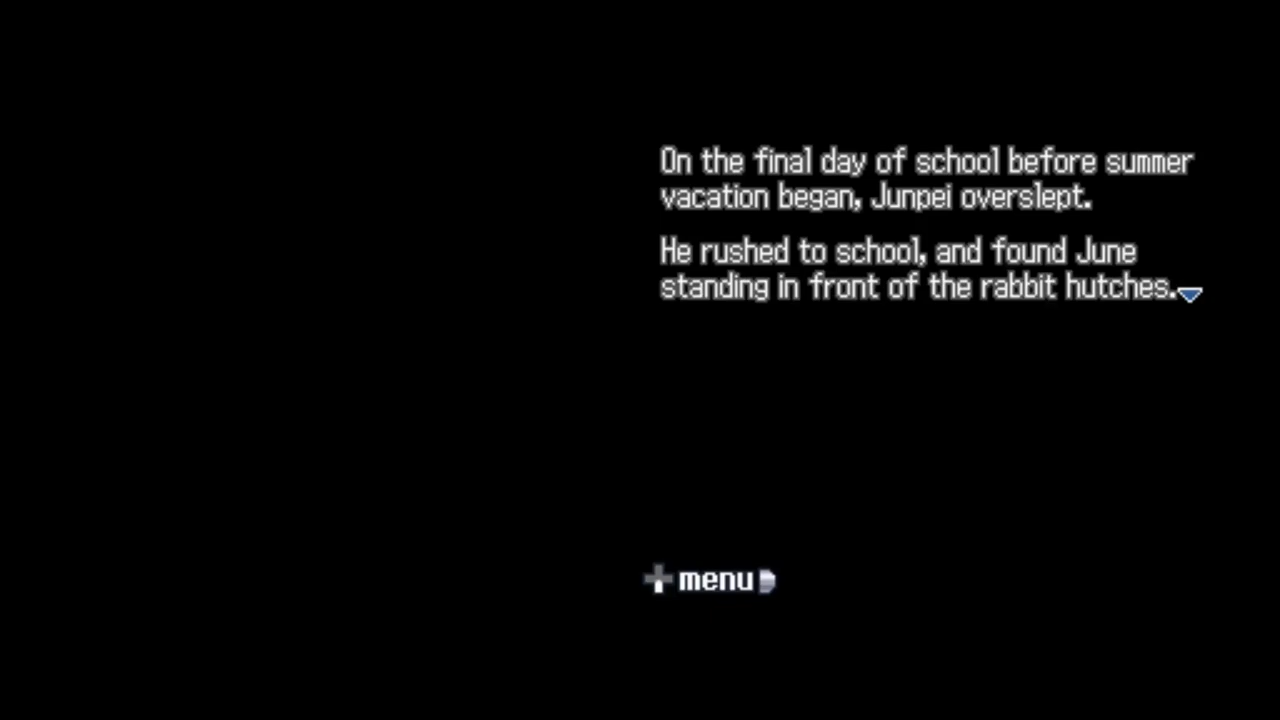 On the final day of school before summer
vacation began, Junpei overslept.
He rushed to school, and found June
standing in front of the rabbit hutches.
menu